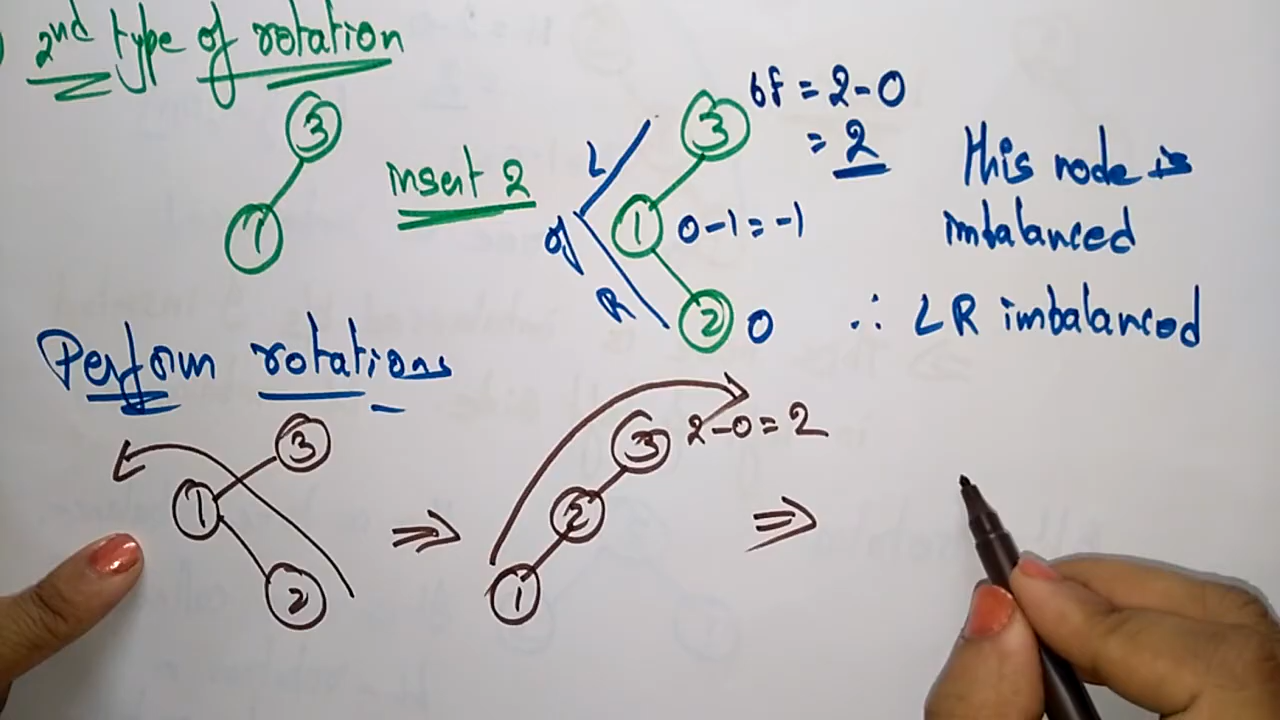 2nd type of rotation
3
1
insert 2
L
of
R
3 bf = 2-0
= 2
1 0-1=-1
2 0
This node is
imbalanced
∴ LR imbalanced
Perform rotations
3
1
2
⇒
3 2-0=2
2
1
⇒